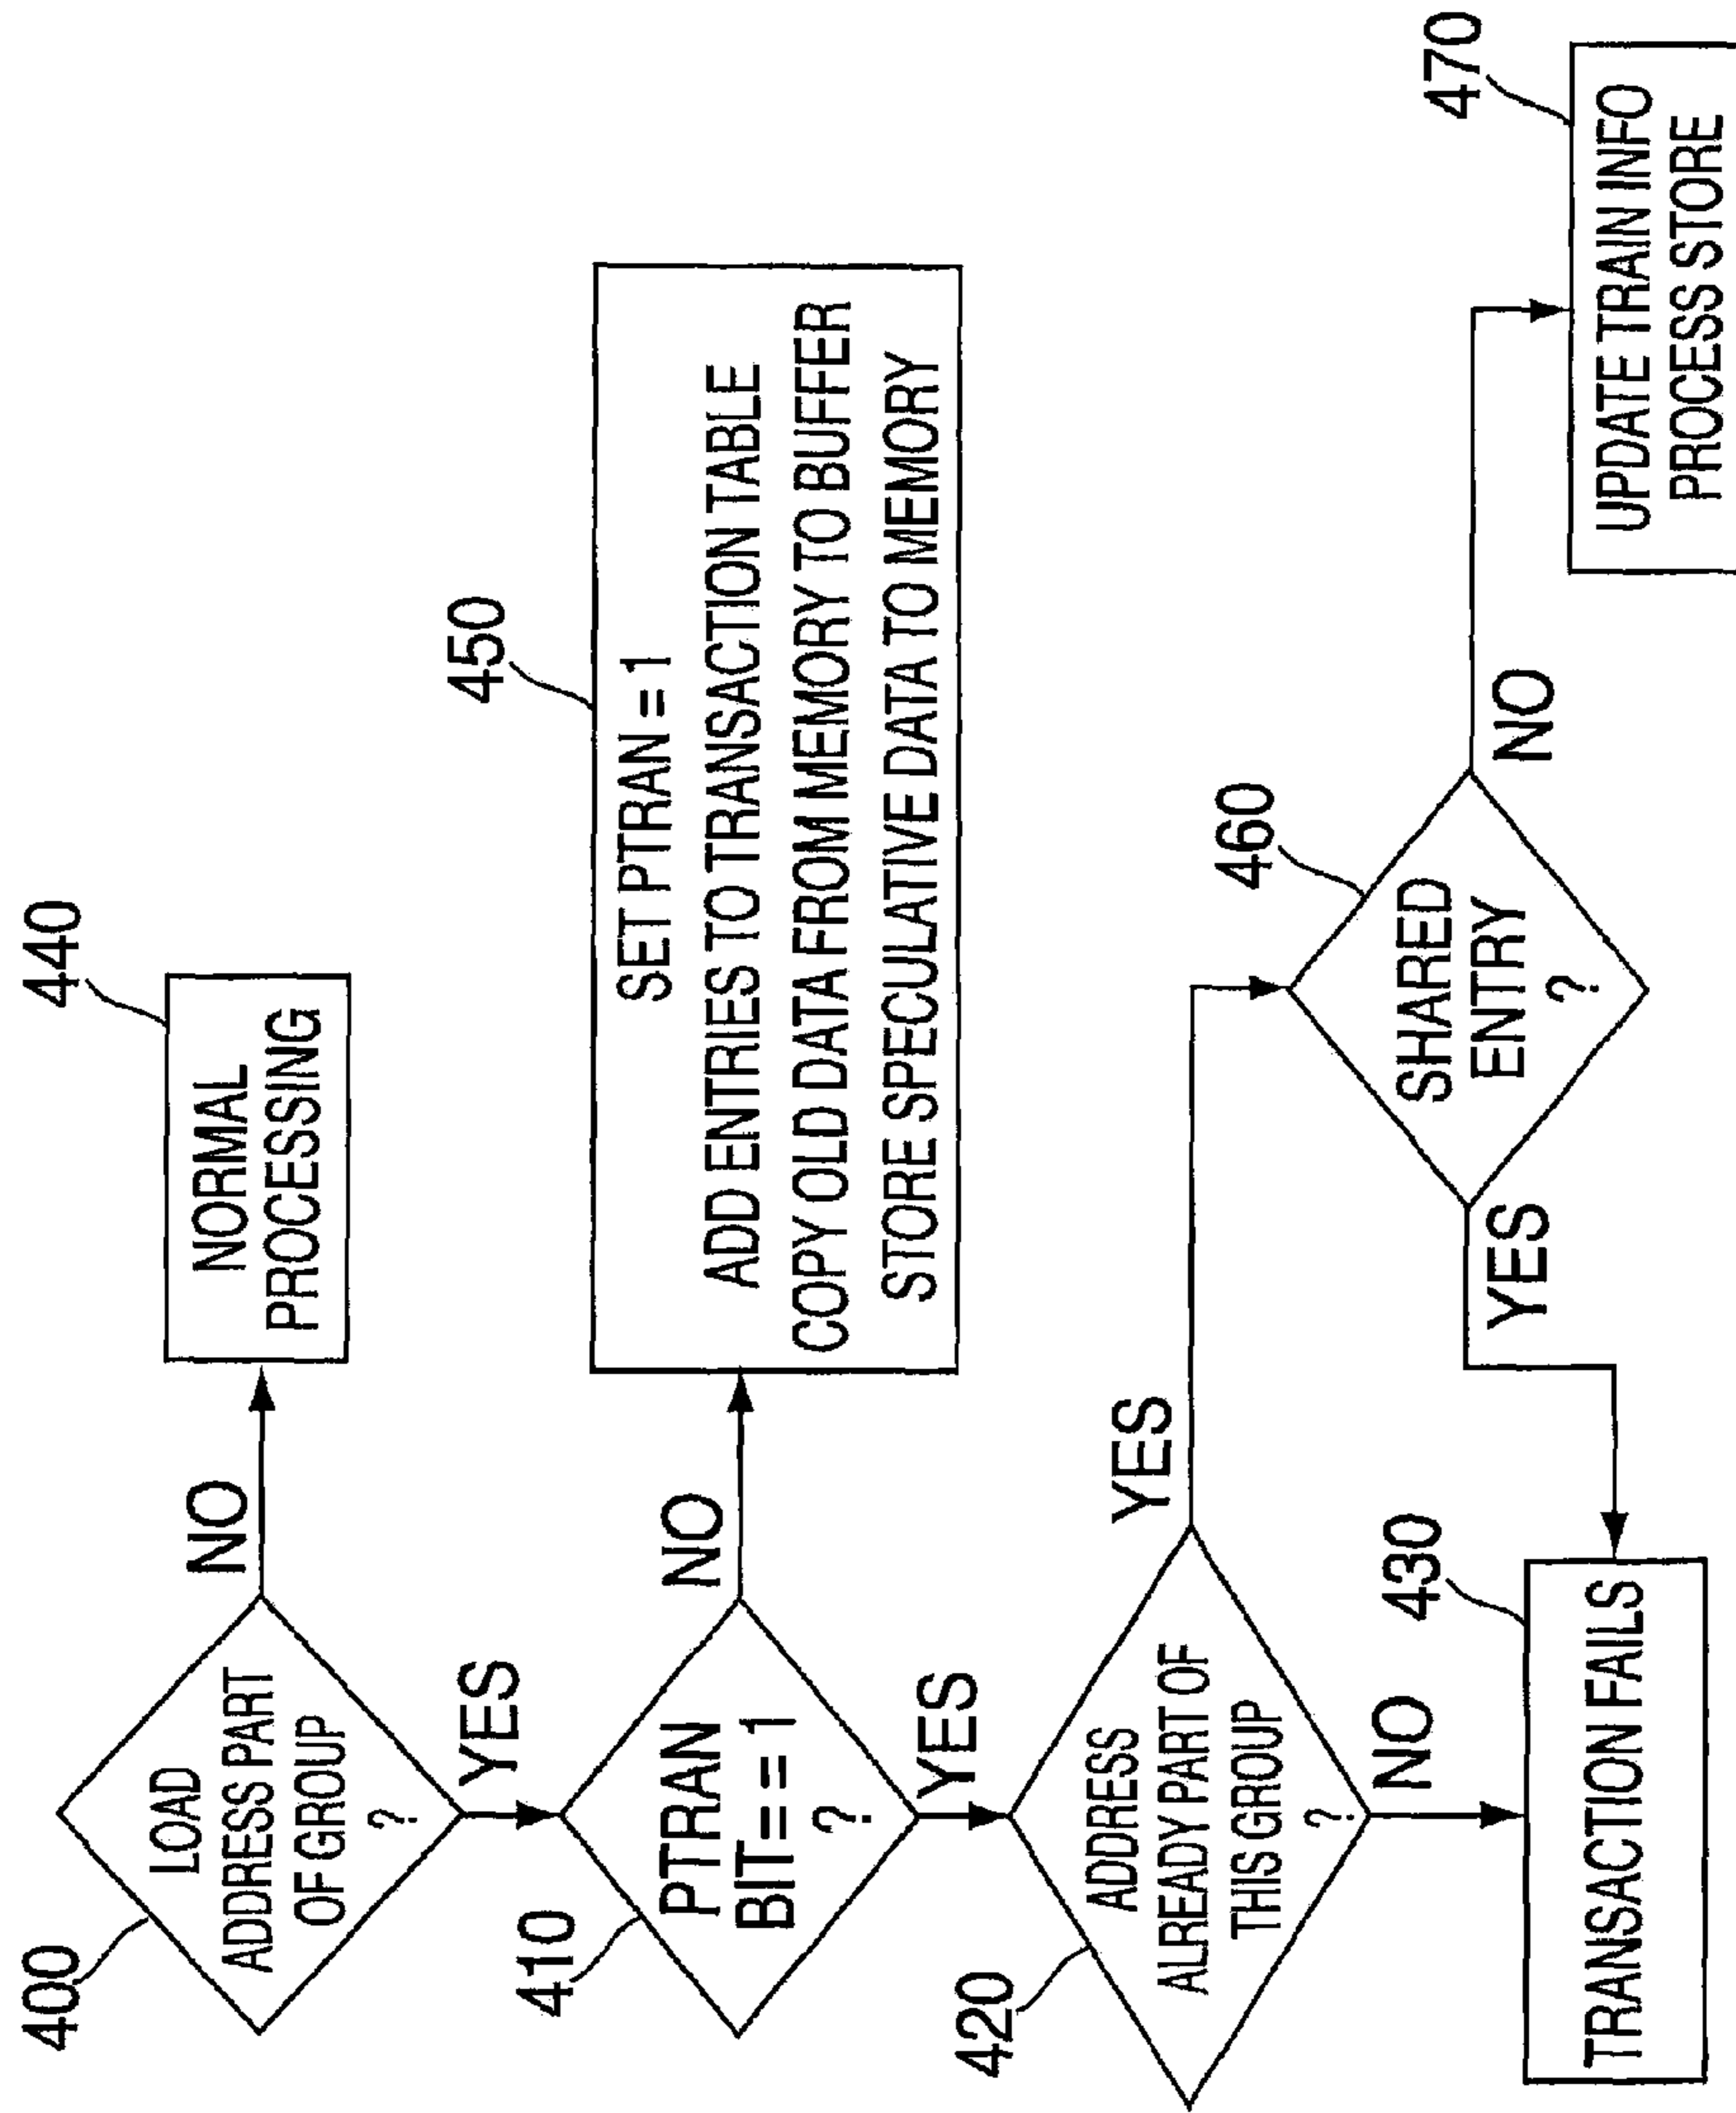 400
LOAD
ADDRESS PART
OF GROUP
?
NO
440
NORMAL
PROCESSING
YES
410
PTRAN
BIT == 1
?
NO
450
SET PTRAN = 1
ADD ENTRIES TO TRANSACTION TABLE
COPY OLD DATA FROM MEMORY TO BUFFER
STORE SPECULATIVE DATA TO MEMORY
YES
420
ADDRESS
ALREADY PART OF
THIS GROUP
?
YES
460
SHARED
ENTRY
?
NO
470
UPDATE TRAN INFO
PROCESS STORE
YES
NO
430
TRANSACTION FAILS